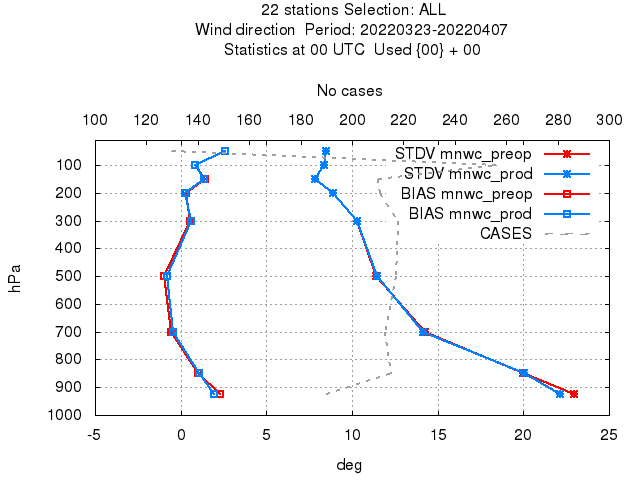 22 stations Selection: ALL
Wind direction  Period: 20220323-20220407
Statistics at 00 UTC  Used {00} + 00
No cases
100 120 140 160 180 200 220 240 260 280 300
STDV mnwc_preop
STDV mnwc_prod
BIAS mnwc_preop
BIAS mnwc_prod
CASES
100
200
300
400
500
600
700
800
900
1000
hPa
-5 0 5 10 15 20 25
deg